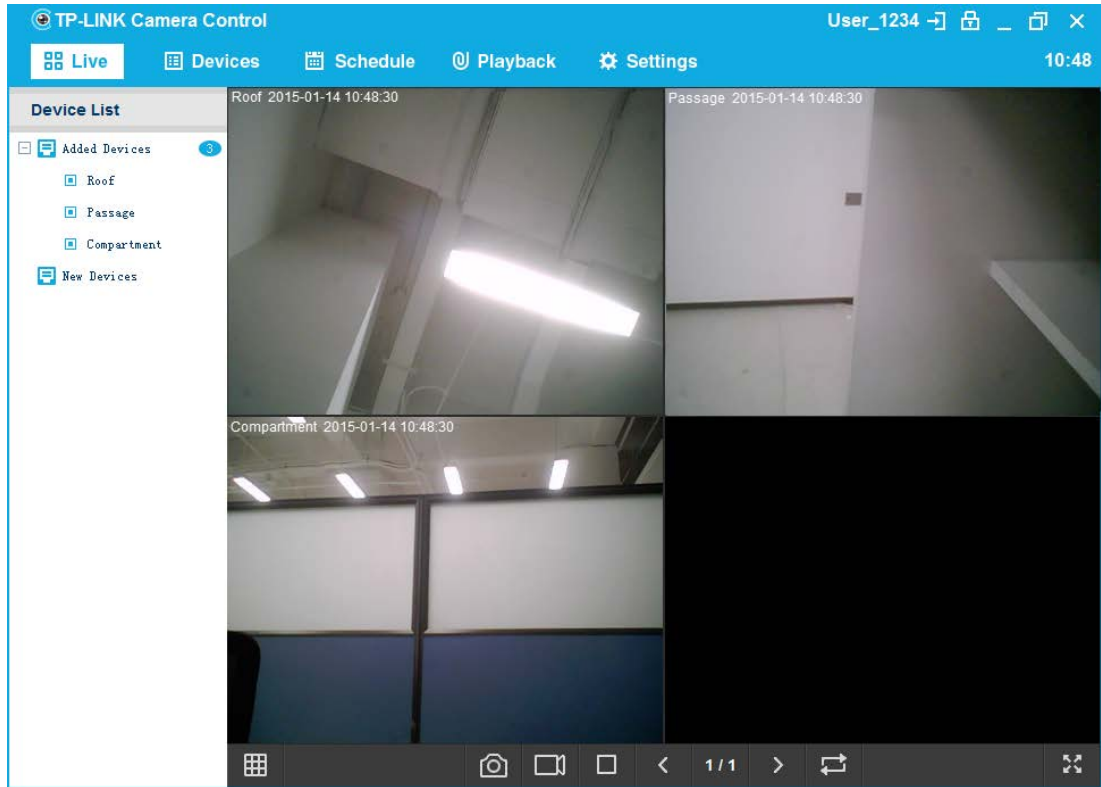 TP-LINK Camera Control
User_1234
Live
Devices
Schedule
Playback
Settings
10:48
Device List
Added Devices
3
Roof
Passage
Compartment
New Devices
Roof 2015-01-14 10:48:30
Passage 2015-01-14 10:48:30
Compartment 2015-01-14 10:48:30
1 / 1